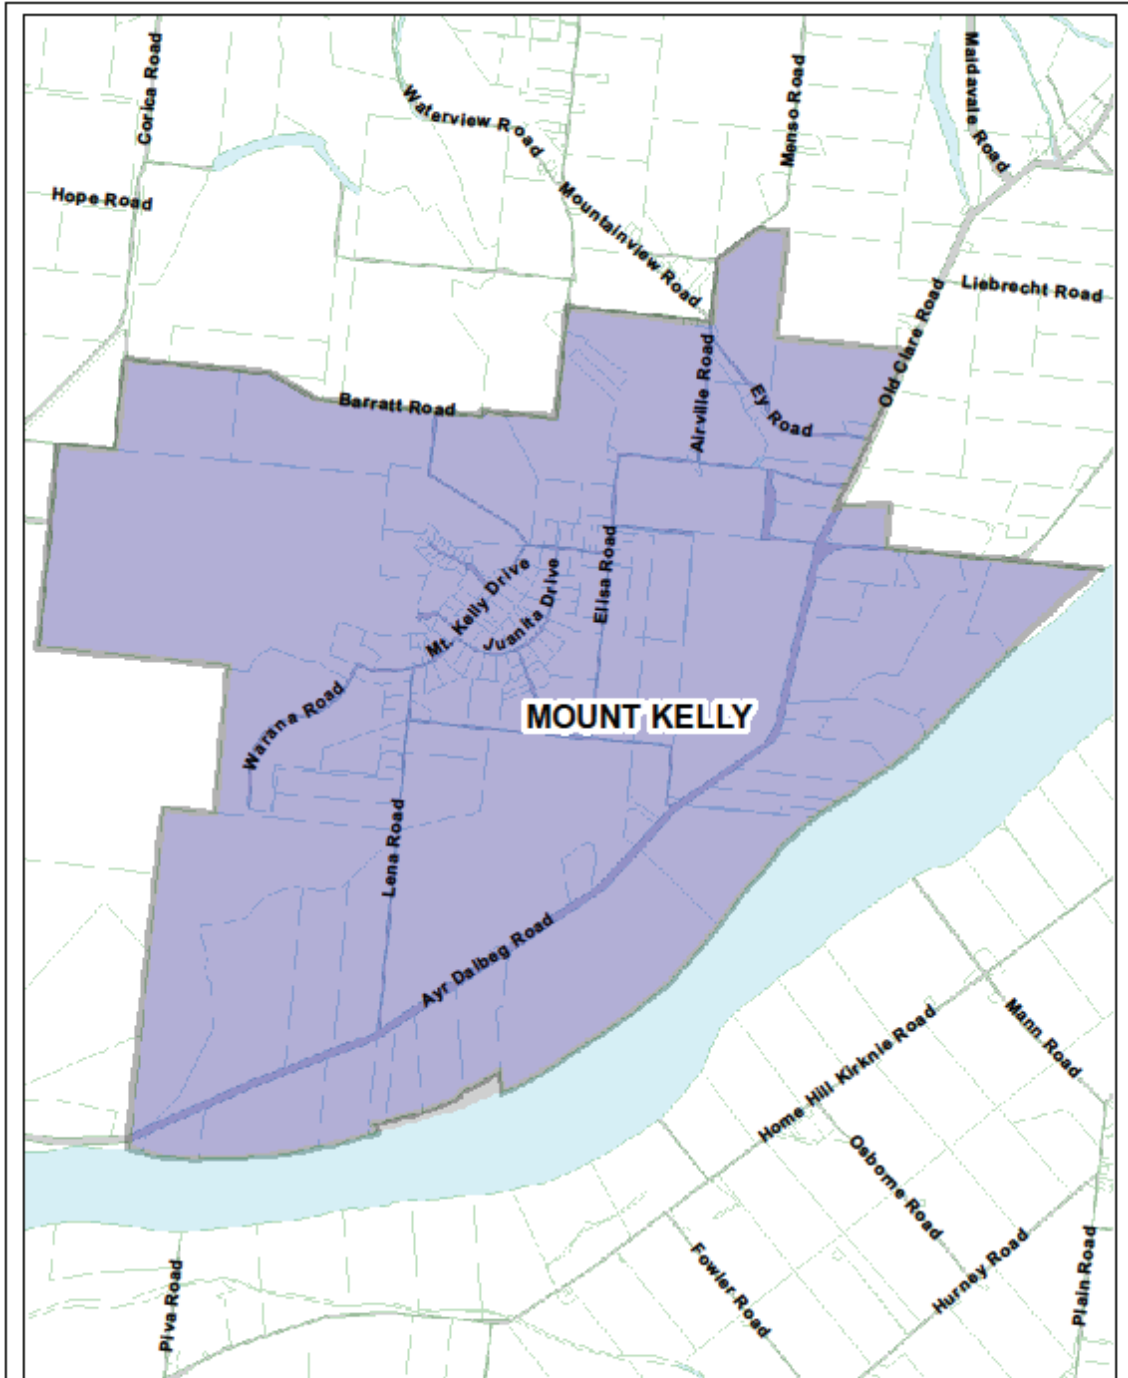 Corica Road
Waterview Road
Menso Road
Maidavale Road
Hope Road
Mountainview Road
Liebrecht Road
Old Clare Road
Barratt Road
Airville Road
Ey Road
Mt. Kelly Drive
Juanita Drive
Elisa Road
Warana Road
MOUNT KELLY
Lena Road
Ayr Dalbeg Road
Home Hill Kirknie Road
Mann Road
Osborne Road
Piva Road
Fowler Road
Hurney Road
Plain Road